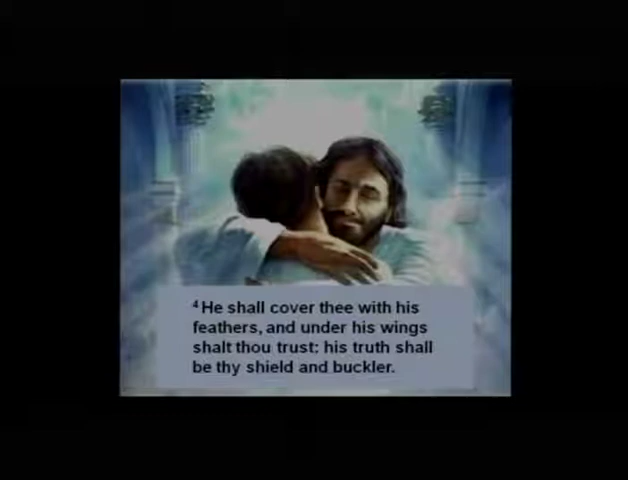 ⁴He shall cover thee with his
feathers, and under his wings
shalt thou trust: his truth shall
be thy shield and buckler.